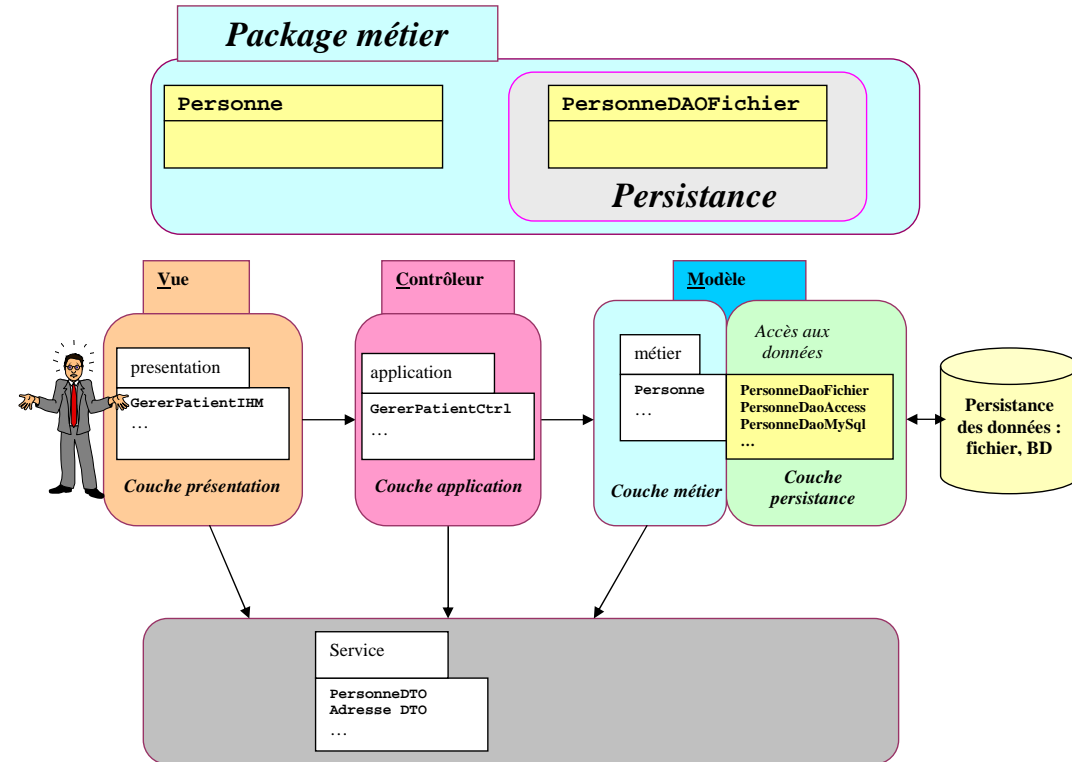 Package métier
Personne
PersonneDAOFichier
Persistance
Vue
Contrôleur
Modèle
presentation
GererPatientIHM
…
Couche présentation
application
GererPatientCtrl
…
Couche application
métier
Personne
…
Couche métier
Accès aux
données
PersonneDaoFichier
PersonneDaoAccess
PersonneDaoMySql
…
Couche
persistance
Persistance
des données :
fichier, BD
Service
PersonneDTO
Adresse DTO
…